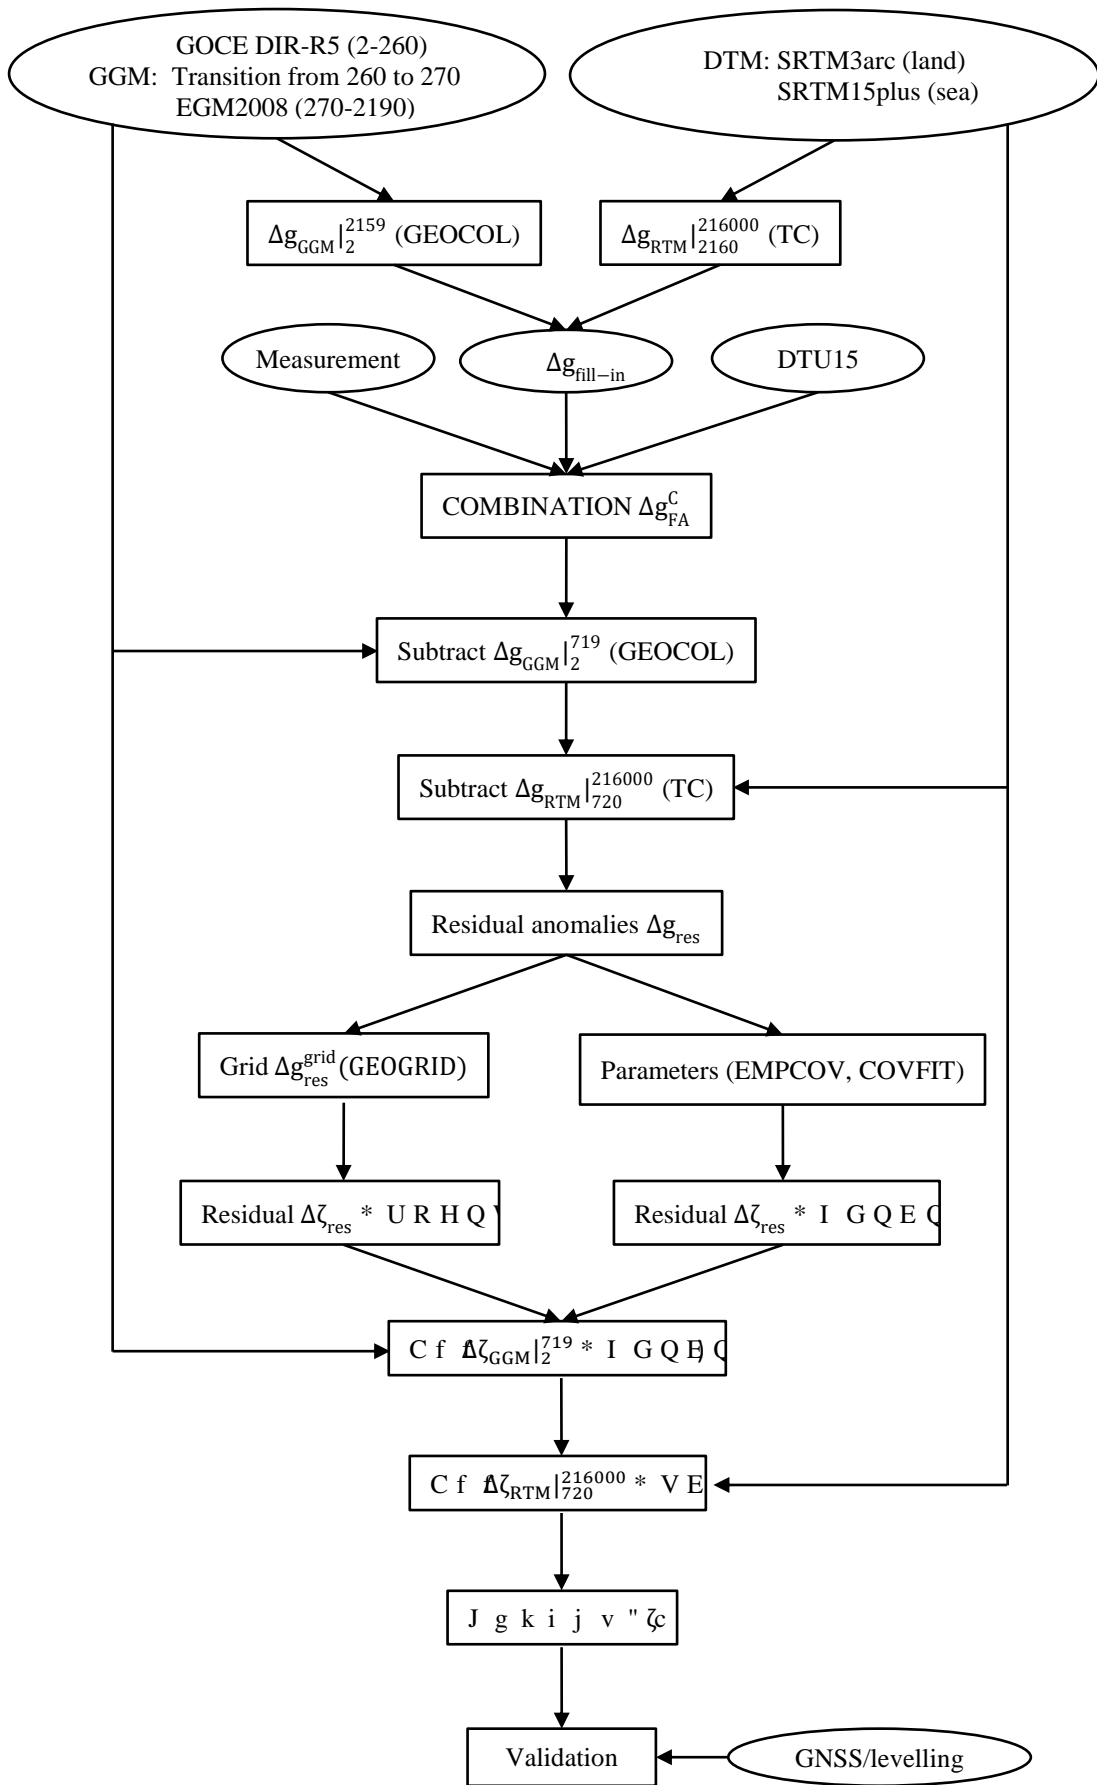 GOCE DIR-R5 (2-260)
GGM: Transition from 260 to 270
EGM2008 (270-2190)
DTM: SRTM3arc (land)
SRTM15plus (sea)
Δg_GGM|_2^2159 (GEOCOL)
Δg_RTM|_2160^216000 (TC)
Measurement
Δg_fill−in
DTU15
COMBINATION Δg_FA^C
Subtract Δg_GGM|_2^719 (GEOCOL)
Subtract Δg_RTM|_720^216000 (TC)
Residual anomalies Δg_res
Grid Δg_res^grid (GEOGRID)
Parameters (EMPCOV, COVFIT)
Residual Δζ_res * U R H Q
Residual Δζ_res * I G Q E Q
C f Δζ_GGM|_2^719 * I G Q E Q
C f Δζ_RTM|_720^216000 * V E
J g k i j v " ζc
Validation
GNSS/levelling